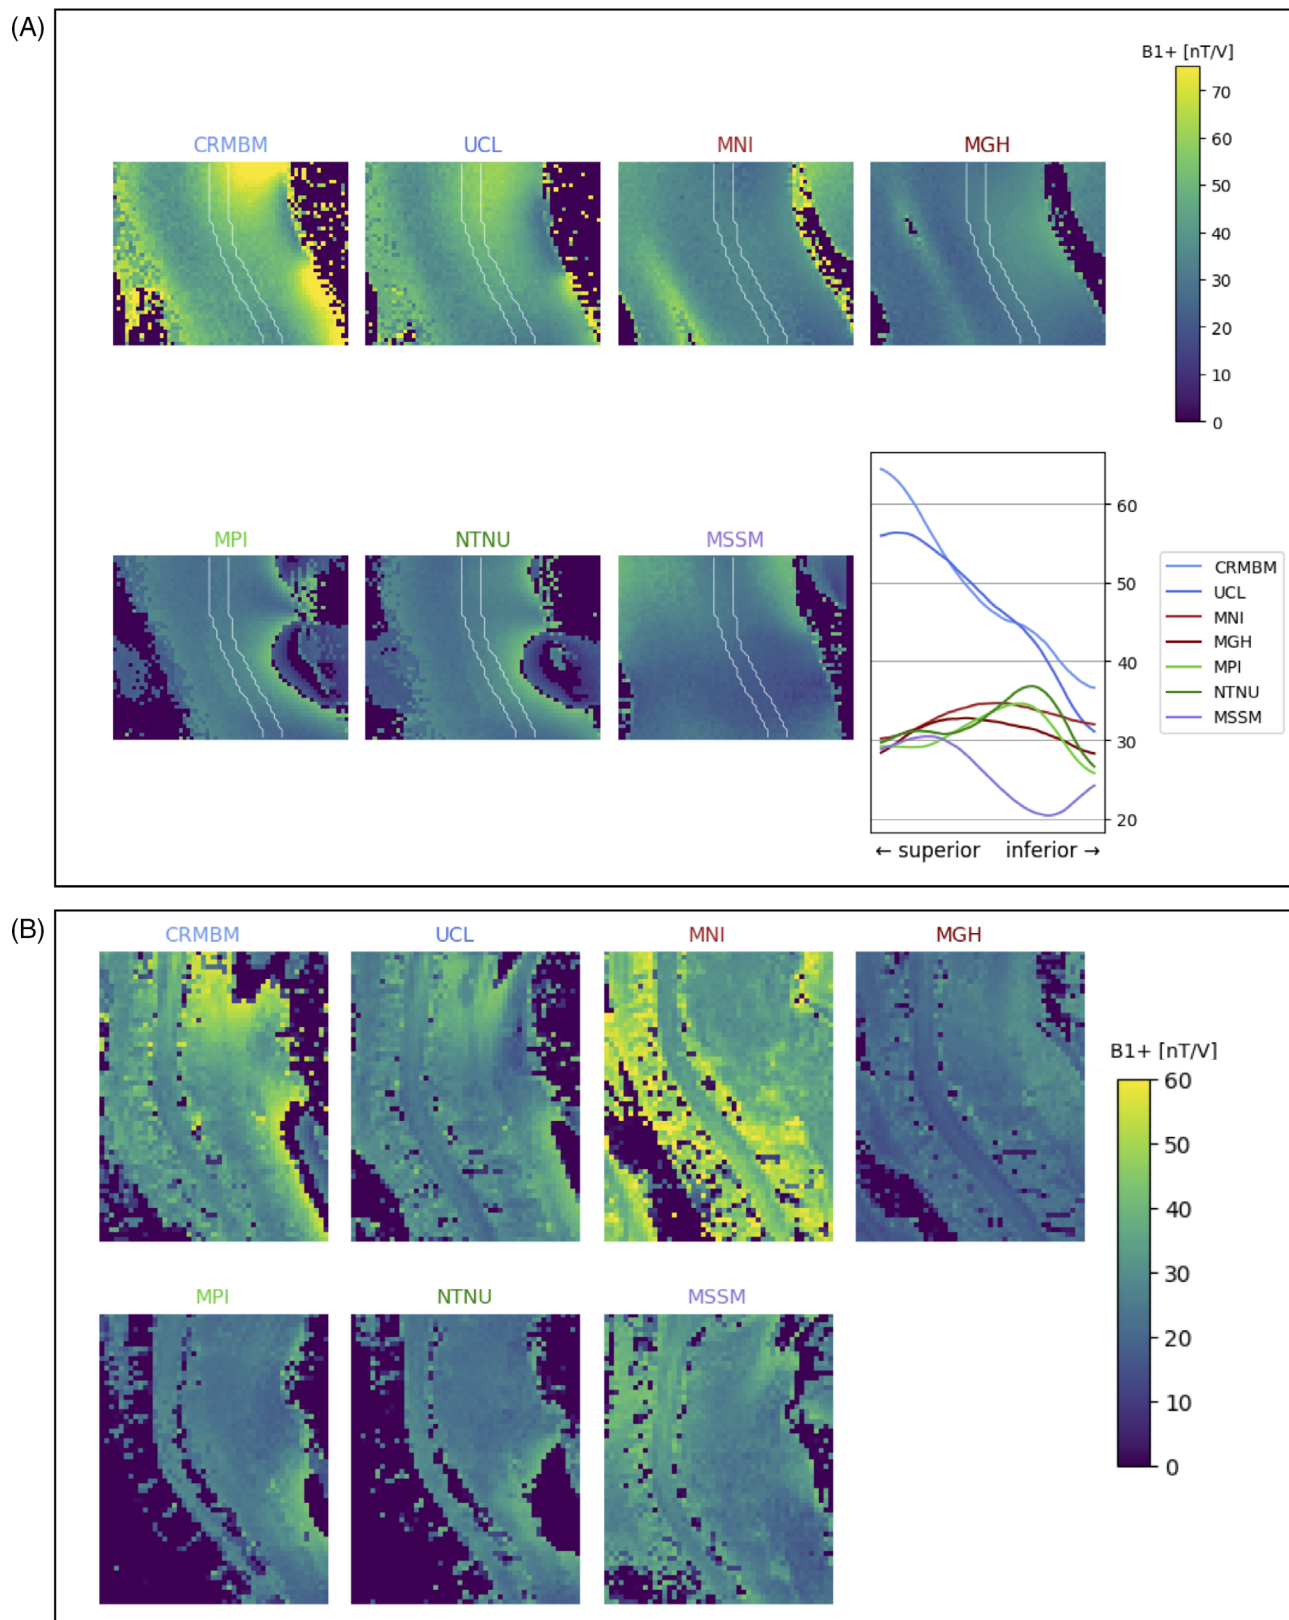 (A)
B1+ [nT/V]
CRMBM
UCL
MNI
MGH
70
60
50
40
30
20
10
0
MPI
NTNU
MSSM
60
50
40
30
20
← superior inferior →
CRMBM
UCL
MNI
MGH
MPI
NTNU
MSSM
(B)
CRMBM
UCL
MNI
MGH
B1+ [nT/V]
60
50
40
30
20
10
0
MPI
NTNU
MSSM